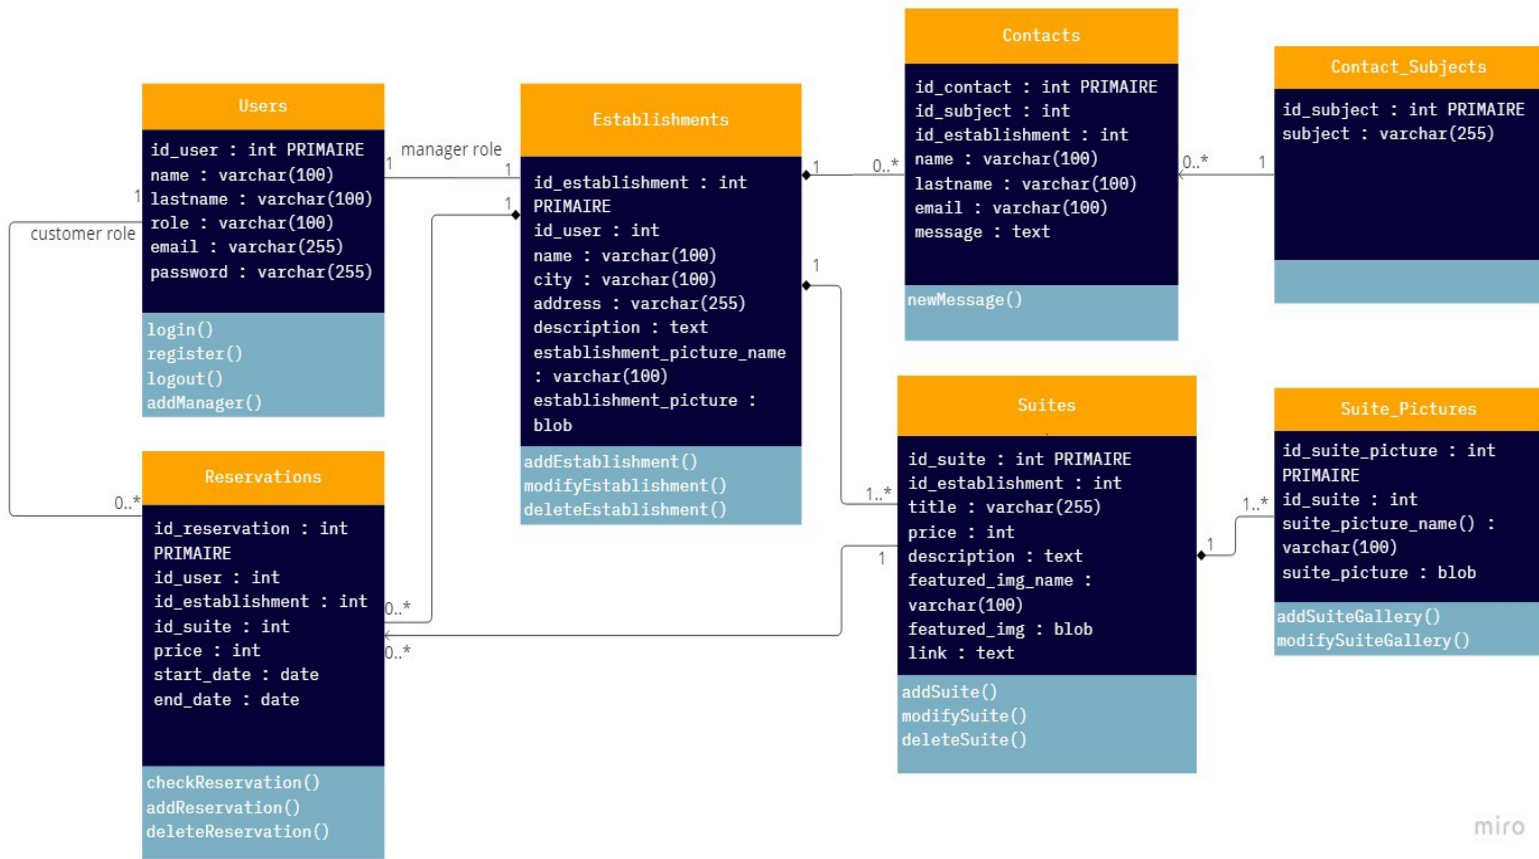 Users
id_user : int PRIMAIRE
name : varchar(100)
lastname : varchar(100)
role : varchar(100)
email : varchar(255)
password : varchar(255)
login()
register()
logout()
addManager()
1
manager role
1
1
customer role
0..*
Reservations
id_reservation : int
PRIMAIRE
id_user : int
id_establishment : int
id_suite : int
price : int
start_date : date
end_date : date
checkReservation()
addReservation()
deleteReservation()
0..*
0..*
1
Establishments
id_establishment : int
PRIMAIRE
id_user : int
name : varchar(100)
city : varchar(100)
address : varchar(255)
description : text
establishment_picture_name
: varchar(100)
establishment_picture :
blob
addEstablishment()
modifyEstablishment()
deleteEstablishment()
1
0..*
1
1..*
1
Contacts
id_contact : int PRIMAIRE
id_subject : int
id_establishment : int
name : varchar(100)
lastname : varchar(100)
email : varchar(100)
message : text
newMessage()
0..*
1
Contact_Subjects
id_subject : int PRIMAIRE
subject : varchar(255)
Suites
id_suite : int PRIMAIRE
id_establishment : int
title : varchar(255)
price : int
description : text
featured_img_name :
varchar(100)
featured_img : blob
link : text
addSuite()
modifySuite()
deleteSuite()
1
1..*
Suite_Pictures
id_suite_picture : int
PRIMAIRE
id_suite : int
suite_picture_name() :
varchar(100)
suite_picture : blob
addSuiteGallery()
modifySuiteGallery()
miro